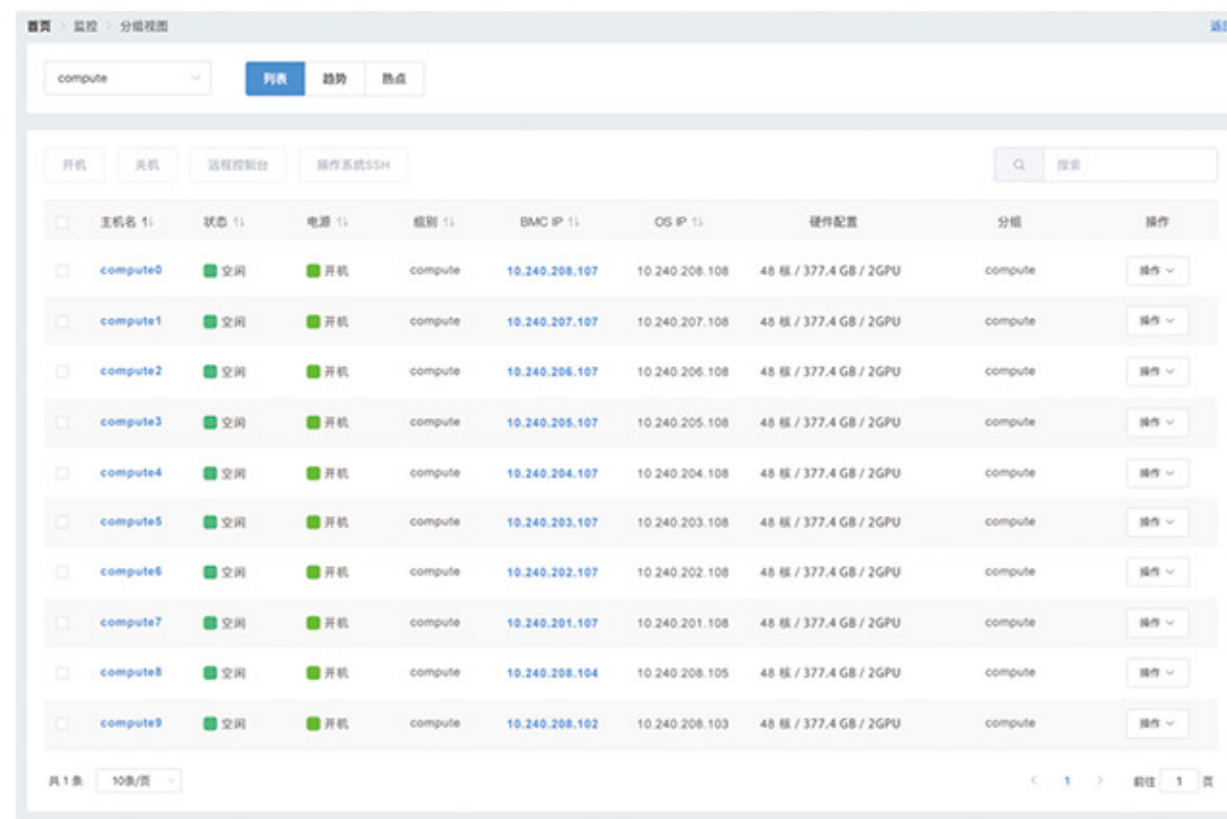 首页 > 监控 > 分组视图
compute 列表 趋势 热点
开机 关机 远程控制台 操作系统SSH 搜索
主机名 状态 电源 组别 BMC IP OS IP 硬件配置 分组 操作
compute0 空闲 开机 compute 10.240.208.107 10.240.208.108 48 核 / 377.4 GB / 2GPU compute 操作
compute1 空闲 开机 compute 10.240.207.107 10.240.207.108 48 核 / 377.4 GB / 2GPU compute 操作
compute2 空闲 开机 compute 10.240.206.107 10.240.206.108 48 核 / 377.4 GB / 2GPU compute 操作
compute3 空闲 开机 compute 10.240.205.107 10.240.205.108 48 核 / 377.4 GB / 2GPU compute 操作
compute4 空闲 开机 compute 10.240.204.107 10.240.204.108 48 核 / 377.4 GB / 2GPU compute 操作
compute5 空闲 开机 compute 10.240.203.107 10.240.203.108 48 核 / 377.4 GB / 2GPU compute 操作
compute6 空闲 开机 compute 10.240.202.107 10.240.202.108 48 核 / 377.4 GB / 2GPU compute 操作
compute7 空闲 开机 compute 10.240.201.107 10.240.201.108 48 核 / 377.4 GB / 2GPU compute 操作
compute8 空闲 开机 compute 10.240.208.104 10.240.208.105 48 核 / 377.4 GB / 2GPU compute 操作
compute9 空闲 开机 compute 10.240.208.102 10.240.208.103 48 核 / 377.4 GB / 2GPU compute 操作
共 1 条 10条/页 < 1 > 前往 1 页